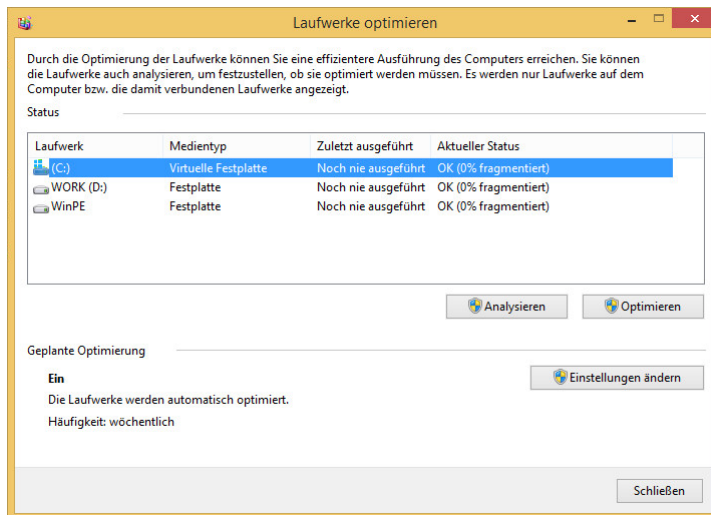 Laufwerke optimieren
Durch die Optimierung der Laufwerke können Sie eine effizientere Ausführung des Computers erreichen. Sie können
die Laufwerke auch analysieren, um festzustellen, ob sie optimiert werden müssen. Es werden nur Laufwerke auf dem
Computer bzw. die damit verbundenen Laufwerke angezeigt.
Status
Laufwerk Medientyp Zuletzt ausgeführt Aktueller Status
(C:) Virtuelle Festplatte Noch nie ausgeführt OK (0% fragmentiert)
WORK (D:) Festplatte Noch nie ausgeführt OK (0% fragmentiert)
WinPE Festplatte Noch nie ausgeführt OK (0% fragmentiert)
Analysieren Optimieren
Geplante Optimierung
Ein Einstellungen ändern
Die Laufwerke werden automatisch optimiert.
Häufigkeit: wöchentlich
Schließen